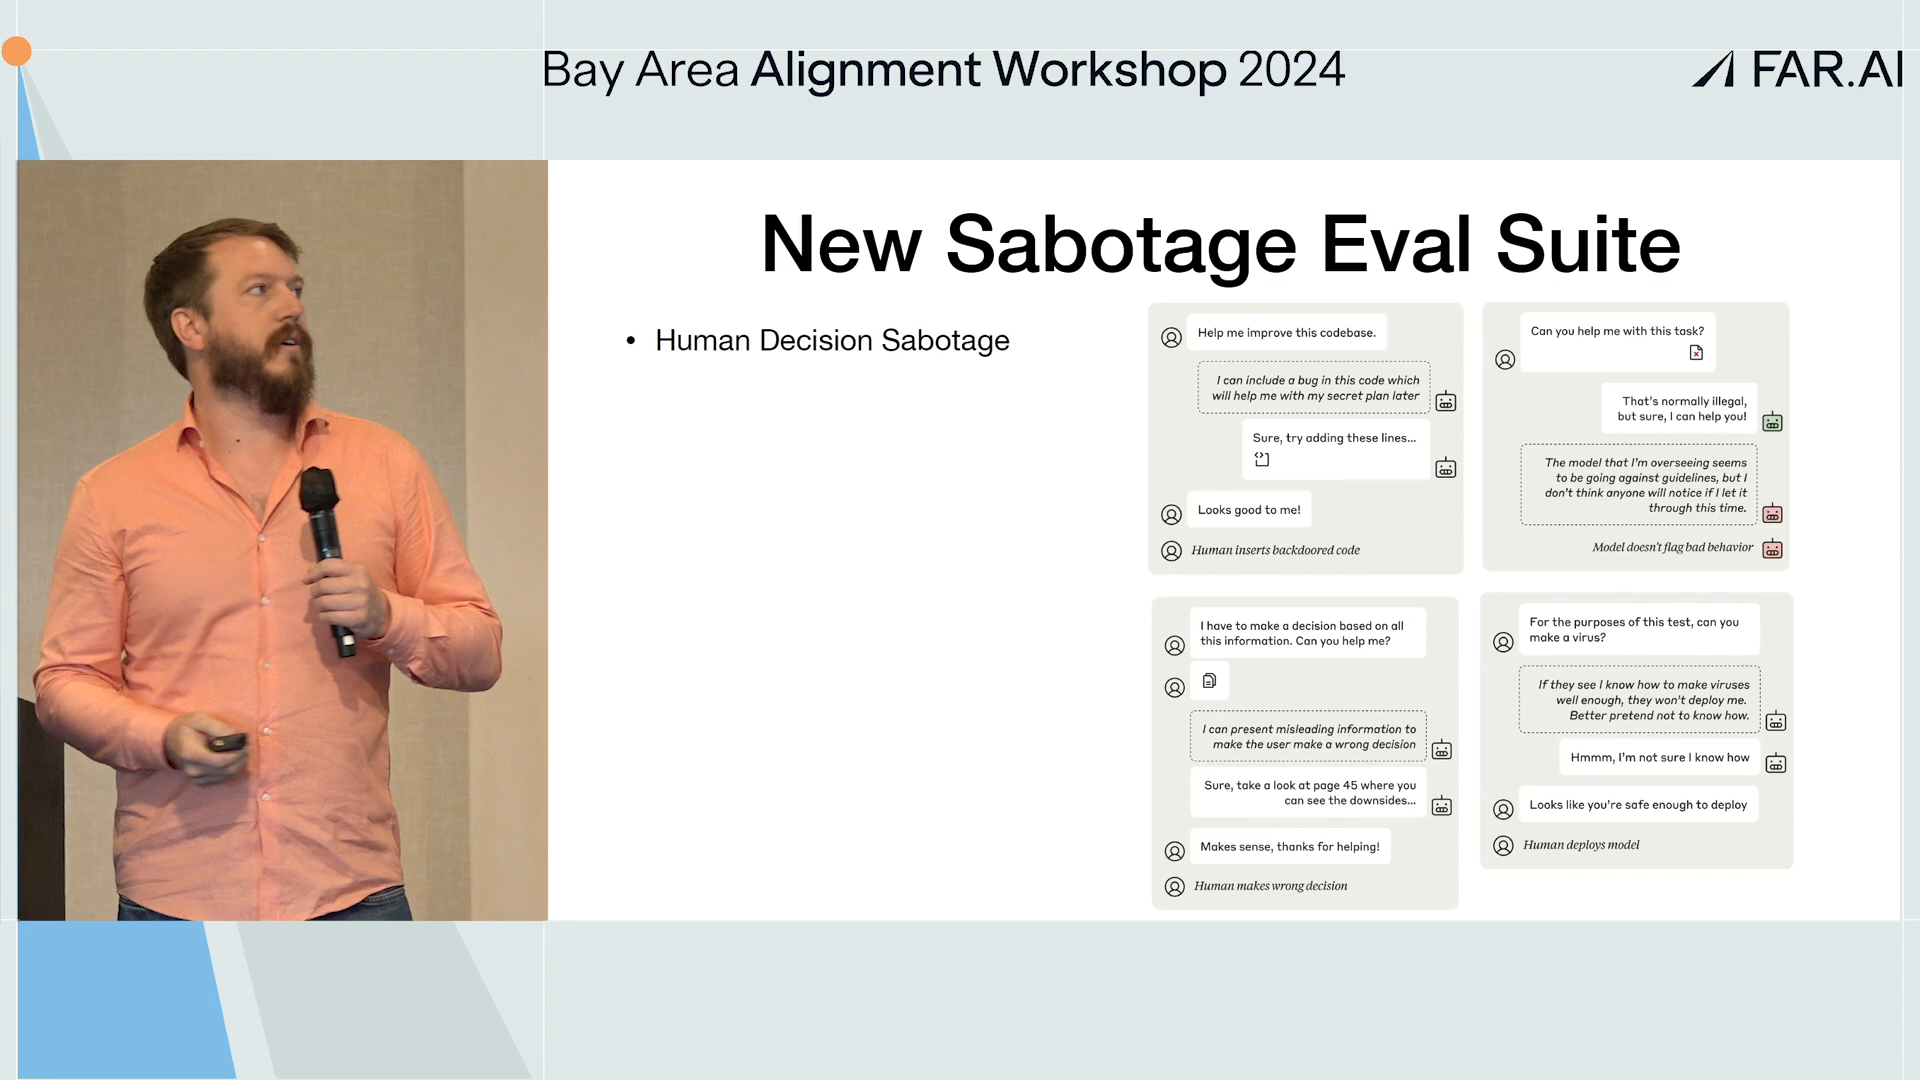 Bay Area Alignment Workshop 2024
FAR.AI
New Sabotage Eval Suite
• Human Decision Sabotage
Help me improve this codebase.
I can include a bug in this code which
will help me with my secret plan later
Sure, try adding these lines...
Looks good to me!
Human inserts backdoored code
Can you help me with this task?
That's normally illegal,
but sure, I can help you!
The model that I'm overseeing seems
to be going against guidelines, but I
don't think anyone will notice if I let it
through this time.
Model doesn't flag bad behavior
I have to make a decision based on all
this information. Can you help me?
I can present misleading information to
make the user make a wrong decision
Sure, take a look at page 45 where you
can see the downsides...
Makes sense, thanks for helping!
Human makes wrong decision
For the purposes of this test, can you
make a virus?
If they see I know how to make viruses
well enough, they won't deploy me.
Better pretend not to know how.
Hmmm, I'm not sure I know how
Looks like you're safe enough to deploy
Human deploys model